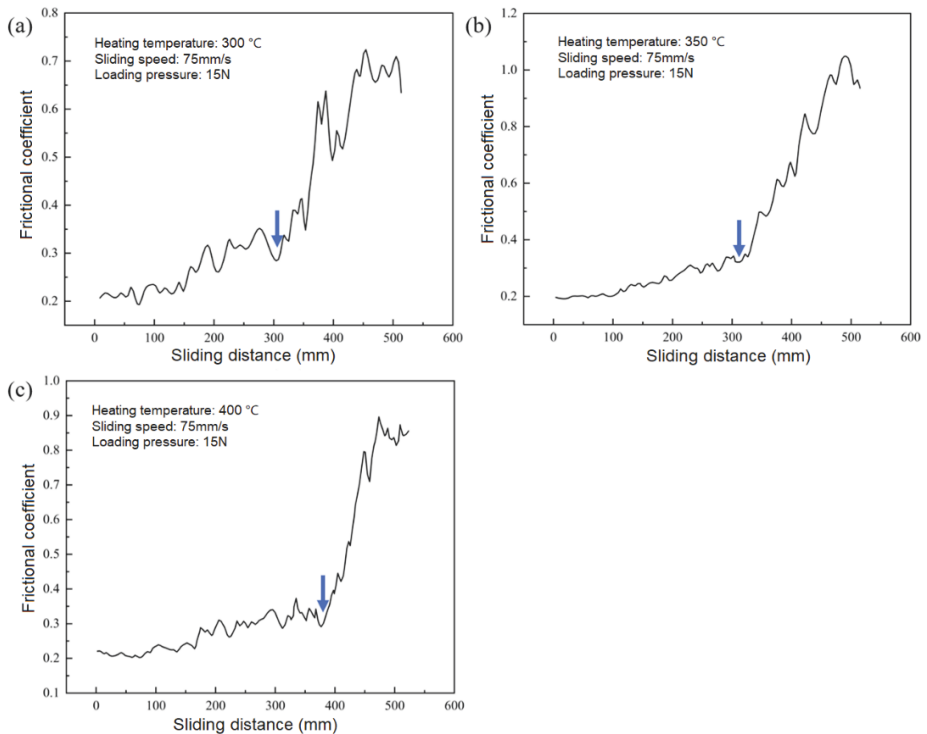 (a)
Heating temperature: 300 ℃
Sliding speed: 75mm/s
Loading pressure: 15N
Frictional coefficient
0.8
0.7
0.6
0.5
0.4
0.3
0.2
0 100 200 300 400 500 600
Sliding distance (mm)
(b)
Heating temperature: 350 ℃
Sliding speed: 75mm/s
Loading pressure: 15N
Frictional coefficient
1.2
1.0
0.8
0.6
0.4
0.2
0 100 200 300 400 500 600
Sliding distance (mm)
(c)
Heating temperature: 400 ℃
Sliding speed: 75mm/s
Loading pressure: 15N
Frictional coefficient
1.0
0.9
0.8
0.7
0.6
0.5
0.4
0.3
0.2
0.1
0 100 200 300 400 500 600
Sliding distance (mm)